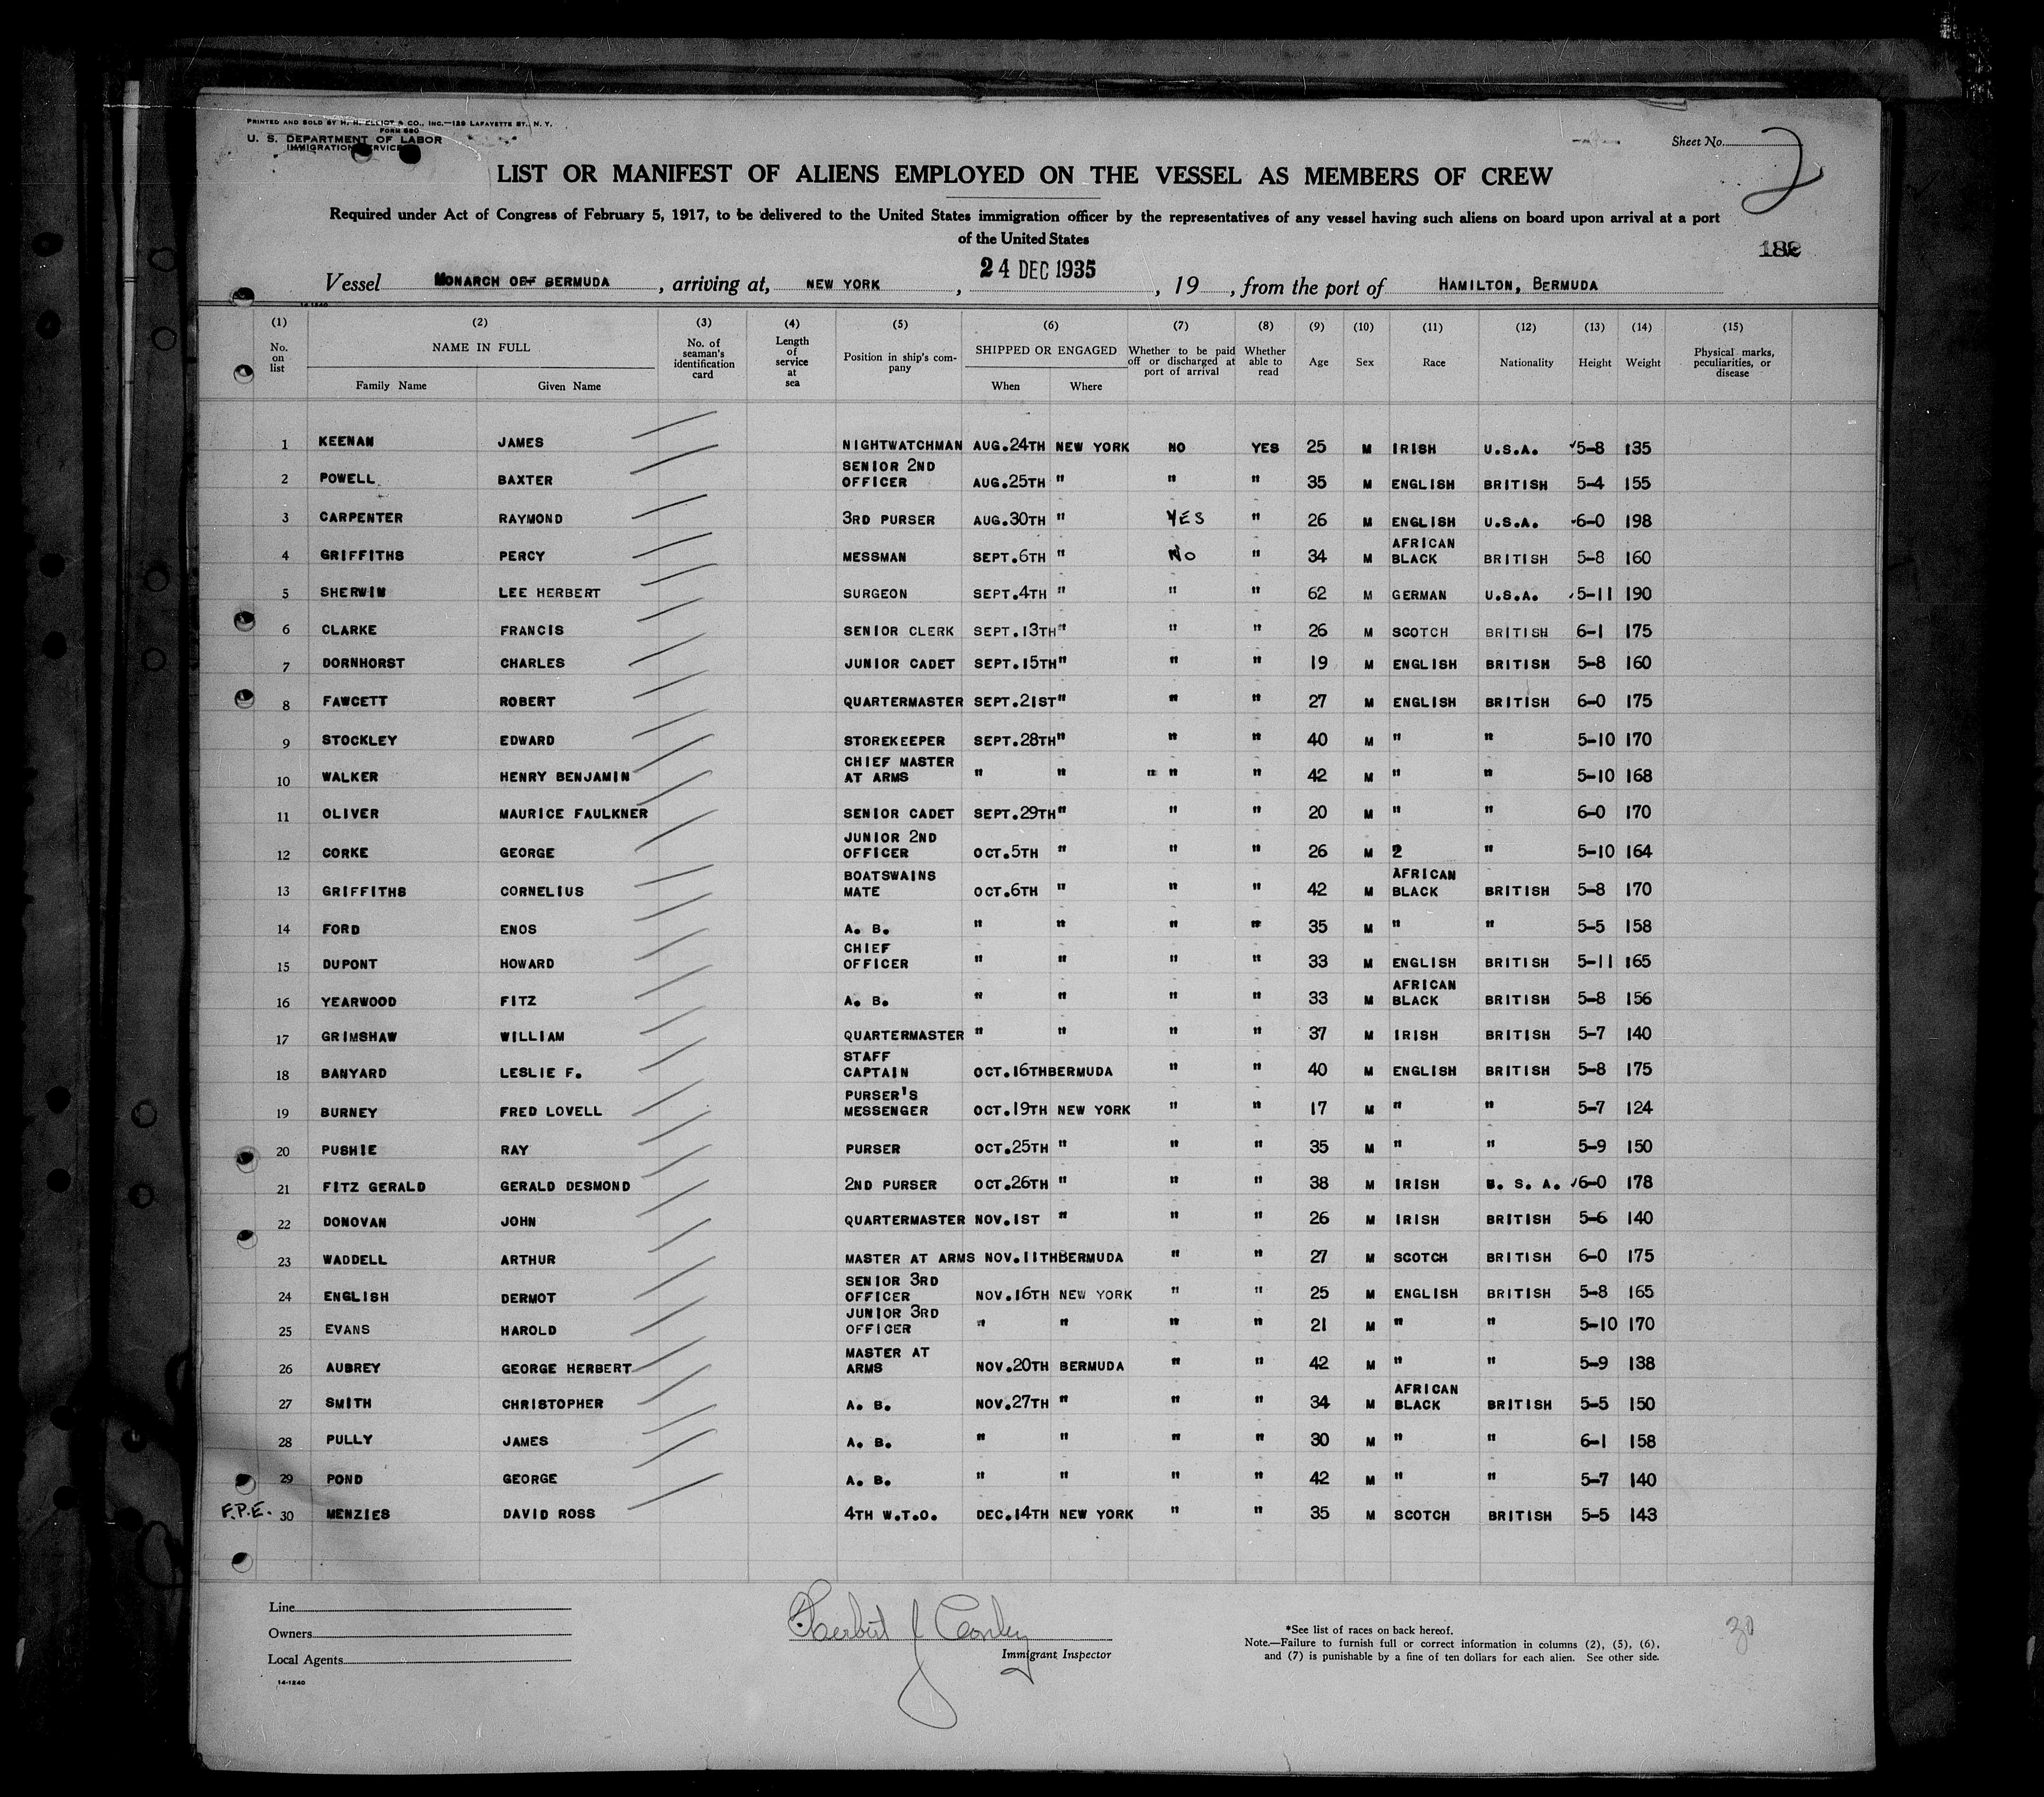 PRINTED AND SOLD BY H. H. ELLIOT & CO., INC.—129 LAFAYETTE ST., N. Y.
FORM 680
U. S. DEPARTMENT OF LABOR
IMMIGRATION SERVICE
Sheet No. 2
LIST OR MANIFEST OF ALIENS EMPLOYED ON THE VESSEL AS MEMBERS OF CREW
Required under Act of Congress of February 5, 1917, to be delivered to the United States immigration officer by the representatives of any vessel having such aliens on board upon arrival at a port
of the United States
Vessel MONARCH OF BERMUDA, arriving at, NEW YORK, 24 DEC 1935, 19 , from the port of HAMILTON, BERMUDA
14-1240
(1) (2) (3) (4) (5) (6) (7) (8) (9) (10) (11) (12) (13) (14) (15)
No. on list NAME IN FULL Family Name Given Name No. of seaman's identification card Length of service at sea Position in ship's company SHIPPED OR ENGAGED When Where Whether to be paid off or discharged at port of arrival Whether able to read Age Sex Race Nationality Height Weight Physical marks, peculiarities, or disease
1 KEENAN JAMES NIGHTWATCHMAN AUG.24TH NEW YORK NO YES 25 M IRISH U.S.A. ✓5-8 135
2 POWELL BAXTER SENIOR 2ND OFFICER AUG.25TH " " " 35 M ENGLISH BRITISH 5-4 155
3 CARPENTER RAYMOND 3RD PURSER AUG.30TH " YES " 26 M ENGLISH U.S.A. ✓6-0 198
4 GRIFFITHS PERCY MESSMAN SEPT.6TH " No " 34 M AFRICAN BLACK BRITISH 5-8 160
5 SHERWIN LEE HERBERT SURGEON SEPT.4TH " " " 62 M GERMAN U.S.A. ✓5-11 190
6 CLARKE FRANCIS SENIOR CLERK SEPT.13TH " " " 26 M SCOTCH BRITISH 6-1 175
7 DORNHORST CHARLES JUNIOR CADET SEPT.15TH " " " 19 M ENGLISH BRITISH 5-8 160
8 FAWCETT ROBERT QUARTERMASTER SEPT.21ST " " " 27 M ENGLISH BRITISH 6-0 175
9 STOCKLEY EDWARD STOREKEEPER SEPT.28TH " " " 40 M " " 5-10 170
10 WALKER HENRY BENJAMIN CHIEF MASTER AT ARMS " " " " " 42 M " " 5-10 168
11 OLIVER MAURICE FAULKNER SENIOR CADET SEPT.29TH " " " 20 M " " 6-0 170
12 CORKE GEORGE JUNIOR 2ND OFFICER OCT.5TH " " " 26 M 2 " 5-10 164
13 GRIFFITHS CORNELIUS BOATSWAINS MATE OCT.6TH " " " 42 M AFRICAN BLACK BRITISH 5-8 170
14 FORD ENOS A. B. " " " " 35 M " " 5-5 158
15 DUPONT HOWARD CHIEF OFFICER " " " " 33 M ENGLISH BRITISH 5-11 165
16 YEARWOOD FITZ A. B. " " " " 33 M AFRICAN BLACK BRITISH 5-8 156
17 GRIMSHAW WILLIAM QUARTERMASTER " " " " 37 M IRISH BRITISH 5-7 140
18 BANYARD LESLIE F. STAFF CAPTAIN OCT.16TH BERMUDA " " 40 M ENGLISH BRITISH 5-8 175
19 BURNEY FRED LOVELL PURSER'S MESSENGER OCT.19TH NEW YORK " " 17 M " " 5-7 124
20 PUSHIE RAY PURSER OCT.25TH " " " 35 M " " 5-9 150
21 FITZ GERALD GERALD DESMOND 2ND PURSER OCT.26TH " " " 38 M IRISH U. S. A. ✓6-0 178
22 DONOVAN JOHN QUARTERMASTER NOV.1ST " " " 26 M IRISH BRITISH 5-6 140
23 WADDELL ARTHUR MASTER AT ARMS NOV.11TH BERMUDA " " 27 M SCOTCH BRITISH 6-0 175
24 ENGLISH DERMOT SENIOR 3RD OFFICER NOV.16TH NEW YORK " " 25 M ENGLISH BRITISH 5-8 165
25 EVANS HAROLD JUNIOR 3RD OFFICER " " " " 21 M " " 5-10 170
26 AUBREY GEORGE HERBERT MASTER AT ARMS NOV.20TH BERMUDA " " 42 M " " 5-9 138
27 SMITH CHRISTOPHER A. B. NOV.27TH " " " 34 M AFRICAN BLACK BRITISH 5-5 150
28 PULLY JAMES A. B. " " " " 30 M " " 6-1 158
29 POND GEORGE A. B. " " " " 42 M " " 5-7 140
F.P.E. 30 MENZIES DAVID ROSS 4TH W.T.O. DEC.14TH NEW YORK " " 35 M SCOTCH BRITISH 5-5 143
Line
Owners
Local Agents
14-1240
Herbert J Conley
Immigrant Inspector
*See list of races on back hereof.
Note.—Failure to furnish full or correct information in columns (2), (5), (6),
and (7) is punishable by a fine of ten dollars for each alien. See other side.
30